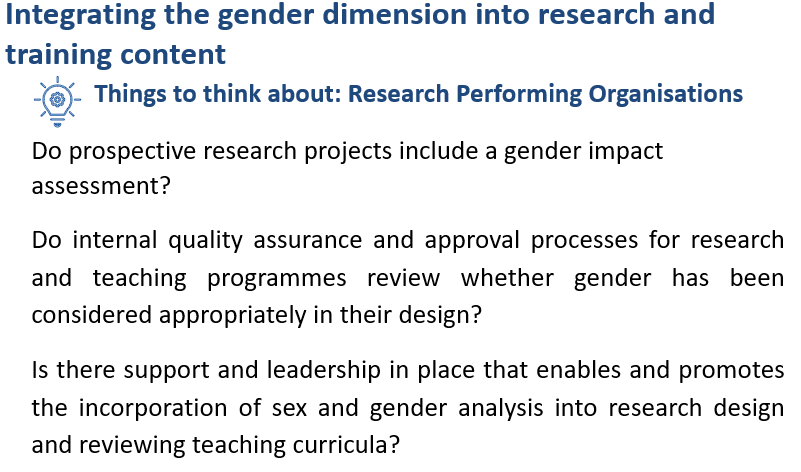 Integrating the gender dimension into research and
training content
Things to think about: Research Performing Organisations
Do prospective research projects include a gender impact
assessment?
Do internal quality assurance and approval processes for research
and teaching programmes review whether gender has been
considered appropriately in their design?
Is there support and leadership in place that enables and promotes
the incorporation of sex and gender analysis into research design
and reviewing teaching curricula?